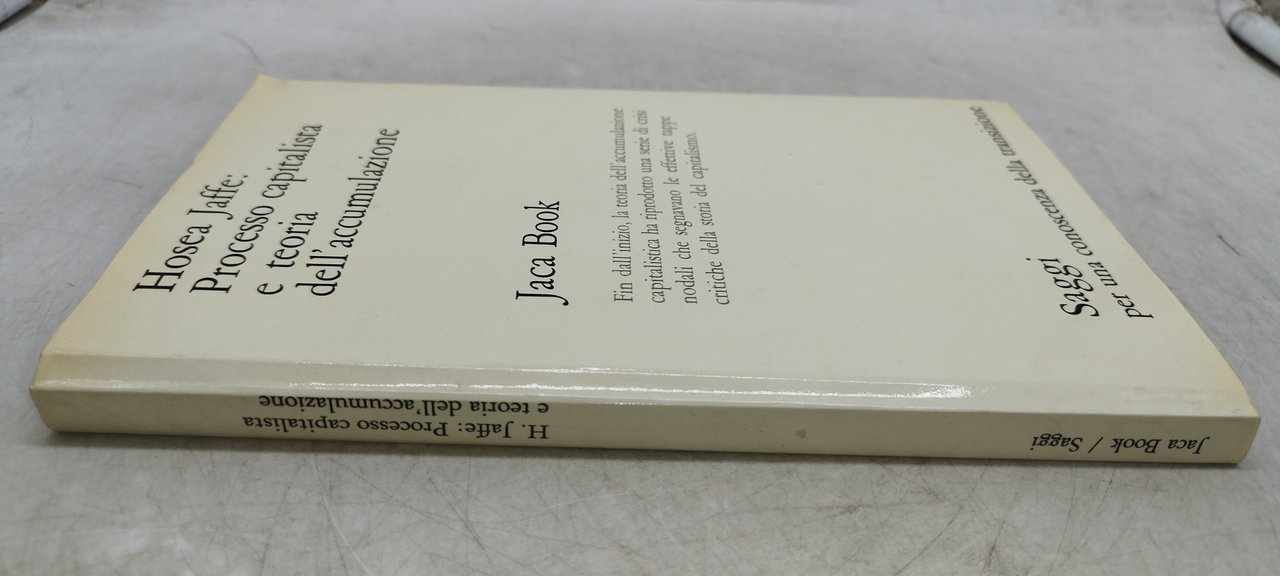 Hosea Jaffe:
Processo capitalista
e teoria
dell'accumulazione
Jaca Book
Fin dall'inizio, la teoria dell'accumulazione
capitalistica ha riprodotto una serie di crisi
nodali che segnavano le effettive tappe
critiche della storia del capitalismo.
Saggi
per una conoscenza della transizione
H. Jaffe: Processo capitalista
e teoria dell'accumulazione
Jaca Book / Saggi